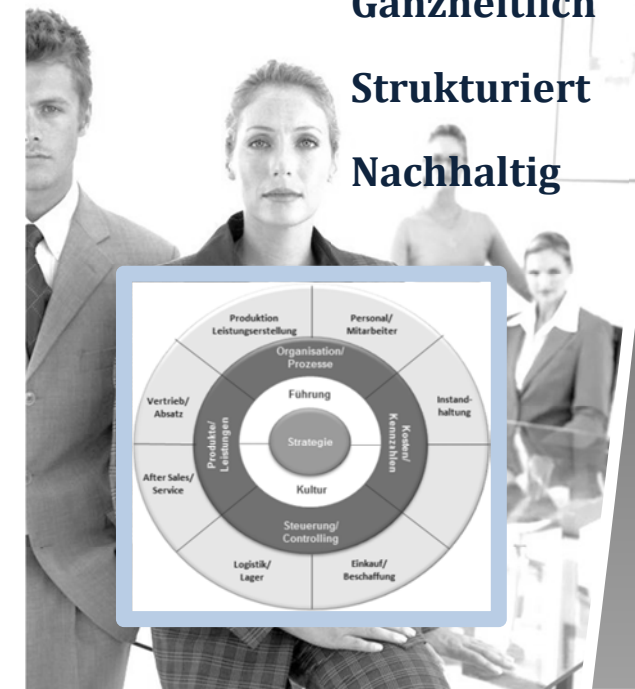 Ganzheitlich
Strukturiert
Nachhaltig
Produktion
Leistungserstellung
Personal/
Mitarbeiter
Organisation/
Prozesse
Führung
Vertrieb/
Absatz
Instand-
haltung
Produkte/
Leistungen
Kosten/
Kennzahlen
Strategie
After Sales/
Service
Kultur
Steuerung/
Controlling
Logistik/
Lager
Einkauf/
Beschaffung